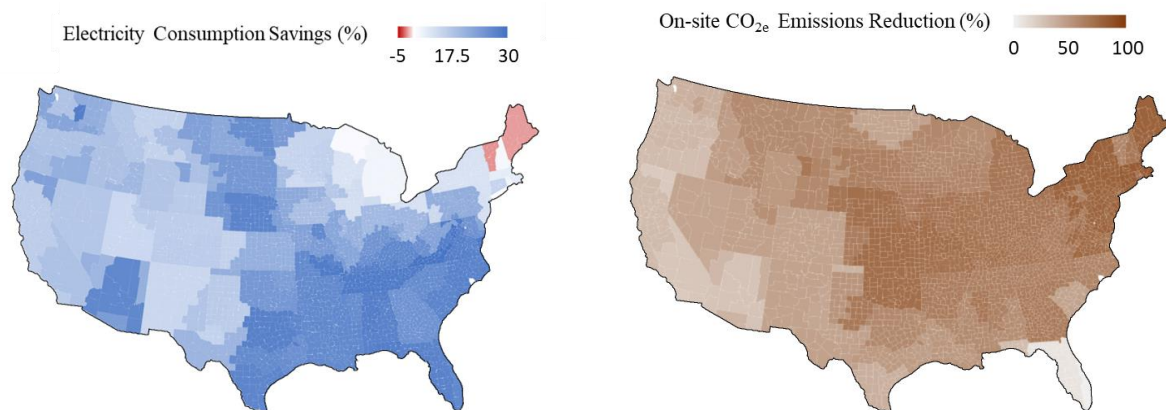 Electricity Consumption Savings (%)
-5 17.5 30
On-site CO₂ₑ Emissions Reduction (%)
0 50 100